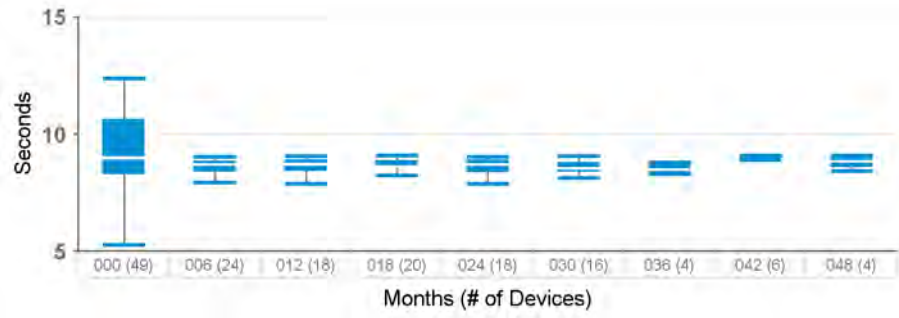 15
10
5
Seconds
000 (49) 006 (24) 012 (18) 018 (20) 024 (18) 030 (16) 036 (4) 042 (6) 048 (4)
Months (# of Devices)